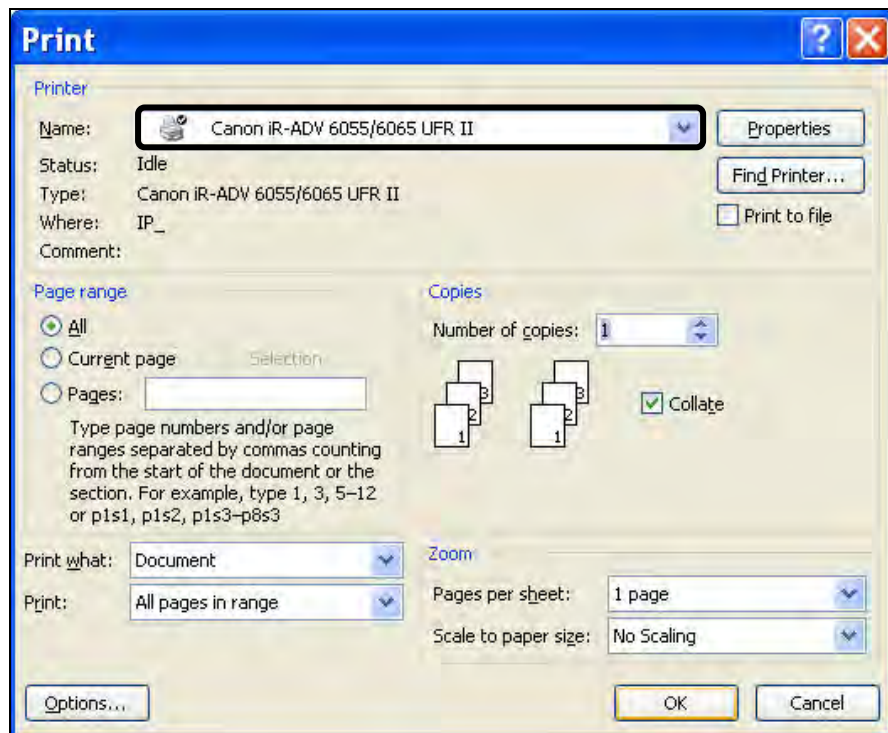 Print
Printer
Name: Canon iR-ADV 6055/6065 UFR II Properties
Status: Idle
Find Printer...
Type: Canon iR-ADV 6055/6065 UFR II
Where: IP_
Print to file
Comment:
Page range
All
Current page Selection
Pages:
Type page numbers and/or page
ranges separated by commas counting
from the start of the document or the
section. For example, type 1, 3, 5–12
or p1s1, p1s2, p1s3–p8s3
Copies
Number of copies: 1
3 3
2 2
1 1
Collate
Print what: Document
Print: All pages in range
Zoom
Pages per sheet: 1 page
Scale to paper size: No Scaling
Options... OK Cancel